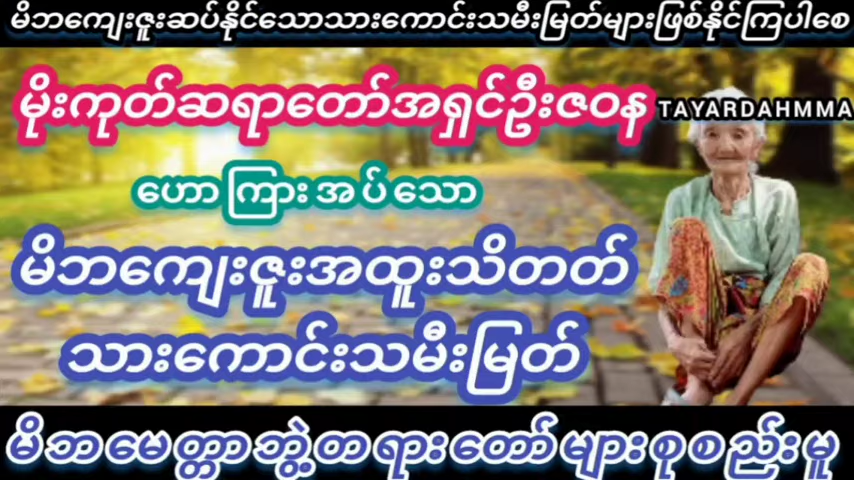 မိဘကျေးဇူးဆပ်နိုင်သောသားကောင်းသမီးမြတ်များဖြစ်နိုင်ကြပါစေ
မိုးကုတ်ဆရာတော်အရှင်ဦးဇဝန
TAYARDAHMMA
ဟောကြားအပ်သော
မိဘကျေးဇူးအထူးသိတတ်
သားကောင်းသမီးမြတ်
မိဘမေတ္တာဘွဲ့တရားတော်များစုစည်းမူ